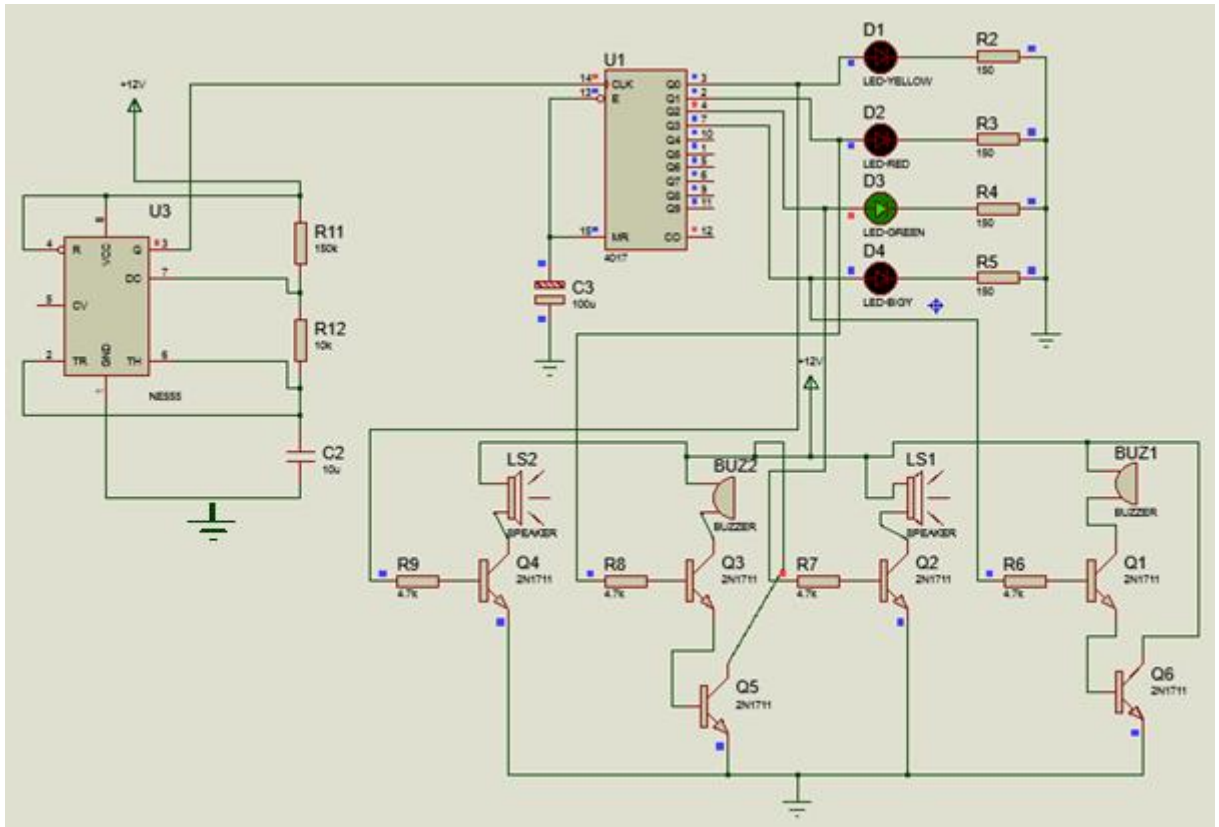 +12V
U3
4
R
VCC
8
Q
3
DC
7
5
CV
2
TR
GND
1
TH
6
NE555
R11
150k
R12
10k
C2
10u
U1
14
CLK
13
E
15
MR
4017
Q0
3
Q1
2
Q2
4
Q3
7
Q4
10
Q5
1
Q6
5
Q7
6
Q8
9
Q9
11
CO
12
C3
100u
D1
LED-YELLOW
R2
150
D2
LED-RED
R3
150
D3
LED-GREEN
R4
150
D4
LED-BIGY
R5
150
+12V
LS2
SPEAKER
BUZ2
BUZZER
LS1
SPEAKER
BUZ1
BUZZER
R9
4.7k
Q4
2N1711
R8
4.7k
Q3
2N1711
R7
4.7k
Q2
2N1711
R6
4.7k
Q1
2N1711
Q5
2N1711
Q6
2N1711